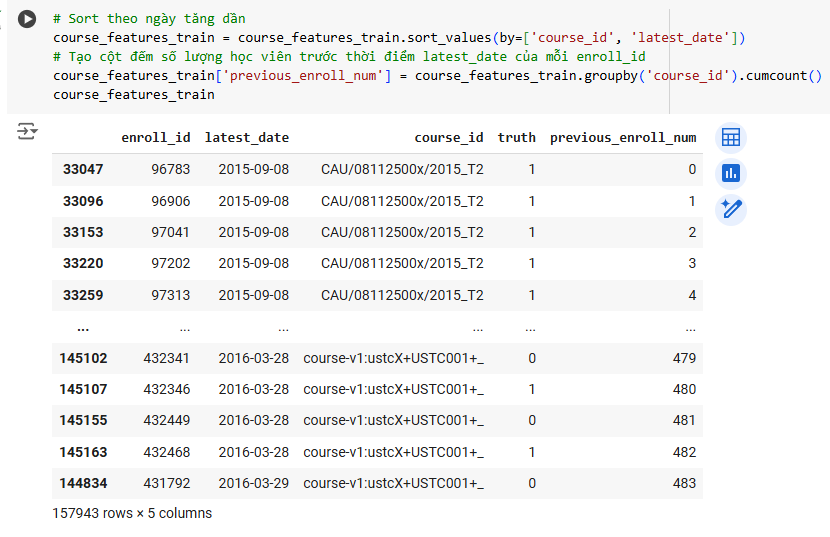 # Sort theo ngày tăng dần
course_features_train = course_features_train.sort_values(by=['course_id', 'latest_date'])
# Tạo cột đếm số lượng học viên trước thời điểm latest_date của mỗi enroll_id
course_features_train['previous_enroll_num'] = course_features_train.groupby('course_id').cumcount()
course_features_train
enroll_id latest_date course_id truth previous_enroll_num
33047 96783 2015-09-08 CAU/08112500x/2015_T2 1 0
33096 96906 2015-09-08 CAU/08112500x/2015_T2 1 1
33153 97041 2015-09-08 CAU/08112500x/2015_T2 1 2
33220 97202 2015-09-08 CAU/08112500x/2015_T2 1 3
33259 97313 2015-09-08 CAU/08112500x/2015_T2 1 4
... ... ... ... ... ...
145102 432341 2016-03-28 course-v1:ustcX+USTC001+_ 0 479
145107 432346 2016-03-28 course-v1:ustcX+USTC001+_ 1 480
145155 432449 2016-03-28 course-v1:ustcX+USTC001+_ 0 481
145163 432468 2016-03-28 course-v1:ustcX+USTC001+_ 1 482
144834 431792 2016-03-29 course-v1:ustcX+USTC001+_ 0 483
157943 rows × 5 columns